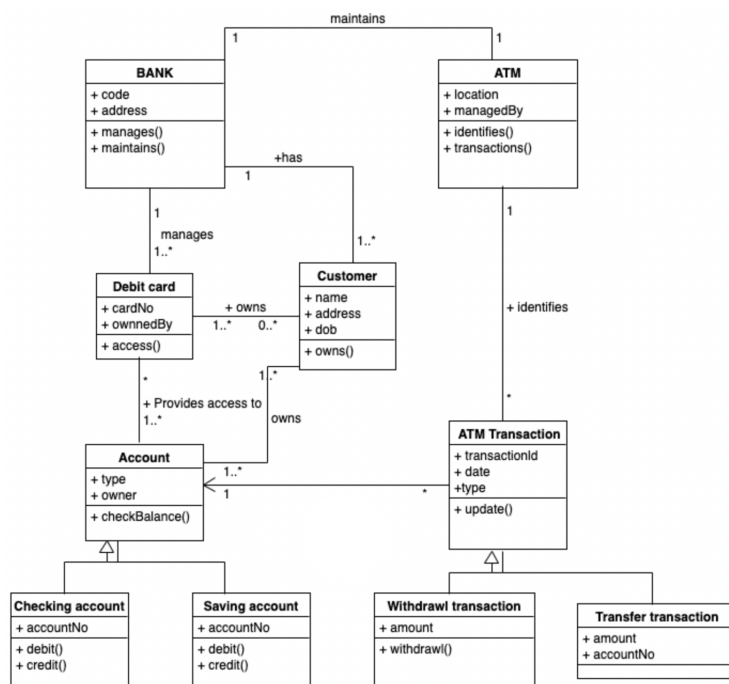 maintains
1
1
BANK
+ code
+ address
+ manages()
+ maintains()
ATM
+ location
+ managedBy
+ identifies()
+ transactions()
+has
1
1..*
1
manages
1..*
1
+ identifies
*
Debit card
+ cardNo
+ ownnedBy
+ access()
+ owns
1..*
0..*
Customer
+ name
+ address
+ dob
+ owns()
*
+ Provides access to
1..*
1..*
owns
1..*
Account
+ type
+ owner
+ checkBalance()
1
*
ATM Transaction
+ transactionId
+ date
+type
+ update()
Checking account
+ accountNo
+ debit()
+ credit()
Saving account
+ accountNo
+ debit()
+ credit()
Withdrawl transaction
+ amount
+ withdrawl()
Transfer transaction
+ amount
+ accountNo